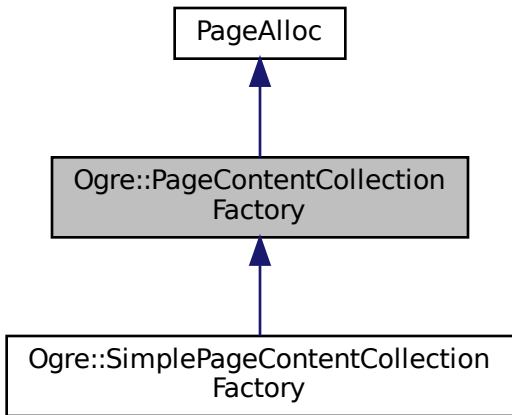 PageAlloc
Ogre::PageContentCollection
Factory
Ogre::SimplePageContentCollection
Factory